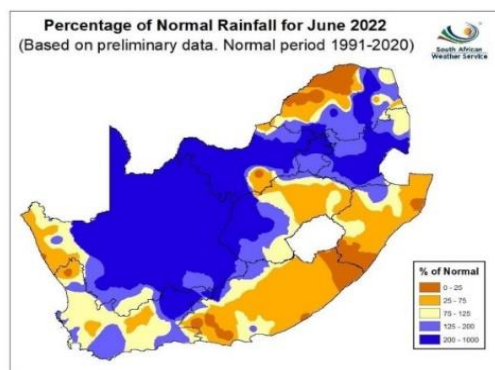 Percentage of Normal Rainfall for June 2022
(Based on preliminary data. Normal period 1991-2020)
South African
Weather Service
% of Normal
0 - 25
25 - 75
75 - 125
125 - 200
200 - 1000